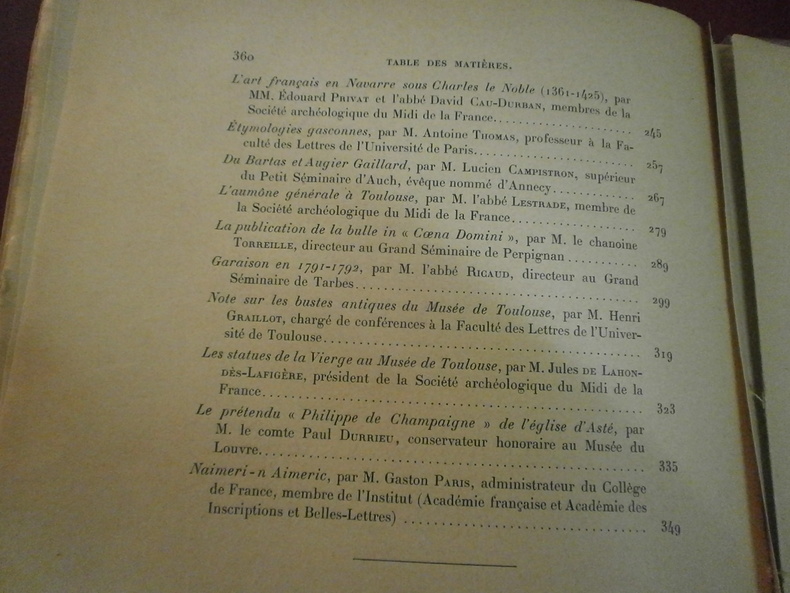 360
TABLE DES MATIÈRES.
L'art français en Navarre sous Charles le Noble (1361-1425), par
MM. Édouard PRIVAT et l'abbé David CAU-DURBAN, membres de la
Société archéologique du Midi de la France. 245
Étymologies gasconnes, par M. Antoine THOMAS, professeur à la Fa-
culté des Lettres de l'Université de Paris. 257
Du Bartas et Augier Gaillard, par M. Lucien CAMPISTRON, supérieur
du Petit Séminaire d'Auch, évêque nommé d'Annecy. 267
L'aumône générale à Toulouse, par M. l'abbé LESTRADE, membre de
la Société archéologique du Midi de la France. 279
La publication de la bulle in « Cœna Domini », par M. le chanoine
TORREILLE, directeur au Grand Séminaire de Perpignan 289
Garaison en 1791-1792, par M. l'abbé RICAUD, directeur au Grand
Séminaire de Tarbes. 299
Note sur les bustes antiques du Musée de Toulouse, par M. Henri
GRAILLOT, chargé de conférences à la Faculté des Lettres de l'Univer-
sité de Toulouse. 319
Les statues de la Vierge au Musée de Toulouse, par M. Jules DE LAHON-
DÈS-LAFIGÈRE, président de la Société archéologique du Midi de la
France. 323
Le prétendu « Philippe de Champaigne » de l'église d'Asté, par
M. le comte Paul DURRIEU, conservateur honoraire au Musée du
Louvre. 335
Naimeri-n Aimeric, par M. Gaston PARIS, administrateur du Collège
de France, membre de l'Institut (Académie française et Académie des
Inscriptions et Belles-Lettres) 349